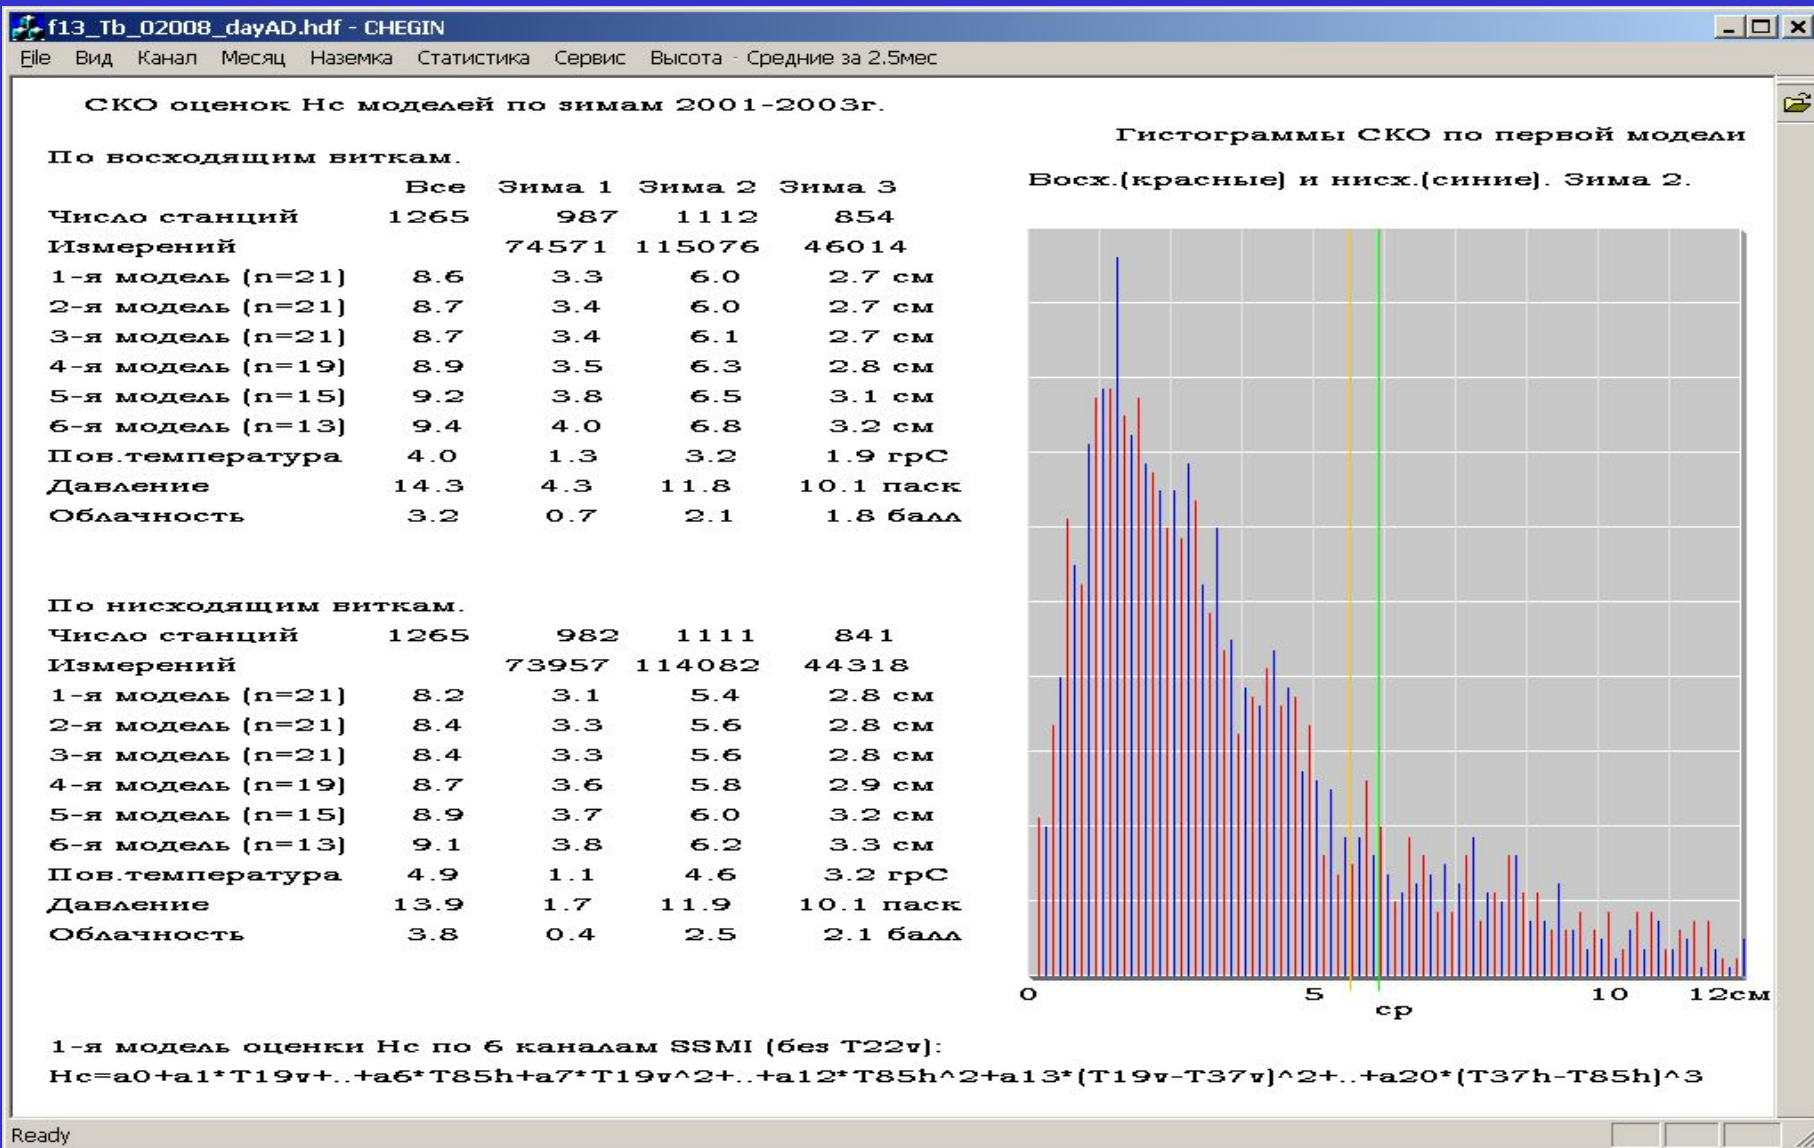 f13_Tb_02008_dayAD.hdf - CHEGIN
File Вид Канал Месяц Наземка Статистика Сервис Высота - Средние за 2.5мес
СКО оценок Нс моделей по зимам 2001-2003г.
По восходящим виткам.
Все Зима 1 Зима 2 Зима 3
Число станций 1265 987 1112 854
Измерений 74571 115076 46014
1-я модель (n=21) 8.6 3.3 6.0 2.7 см
2-я модель (n=21) 8.7 3.4 6.0 2.7 см
3-я модель (n=21) 8.7 3.4 6.1 2.7 см
4-я модель (n=19) 8.9 3.5 6.3 2.8 см
5-я модель (n=15) 9.2 3.8 6.5 3.1 см
6-я модель (n=13) 9.4 4.0 6.8 3.2 см
Пов.температура 4.0 1.3 3.2 1.9 грС
Давление 14.3 4.3 11.8 10.1 паск
Облачность 3.2 0.7 2.1 1.8 балл
По нисходящим виткам.
Число станций 1265 982 1111 841
Измерений 73957 114082 44318
1-я модель (n=21) 8.2 3.1 5.4 2.8 см
2-я модель (n=21) 8.4 3.3 5.6 2.8 см
3-я модель (n=21) 8.4 3.3 5.6 2.8 см
4-я модель (n=19) 8.7 3.6 5.8 2.9 см
5-я модель (n=15) 8.9 3.7 6.0 3.2 см
6-я модель (n=13) 9.1 3.8 6.2 3.3 см
Пов.температура 4.9 1.1 4.6 3.2 грС
Давление 13.9 1.7 11.9 10.1 паск
Облачность 3.8 0.4 2.5 2.1 балл
Гистограммы СКО по первой модели
Восх.(красные) и нисх.(синие). Зима 2.
0 5 10 12см
ср
1-я модель оценки Нс по 6 каналам SSMI (без T22v):
Нс=a0+a1*T19v+..+a6*T85h+a7*T19v^2+..+a12*T85h^2+a13*(T19v-T37v)^2+..+a20*(T37h-T85h)^3
Ready